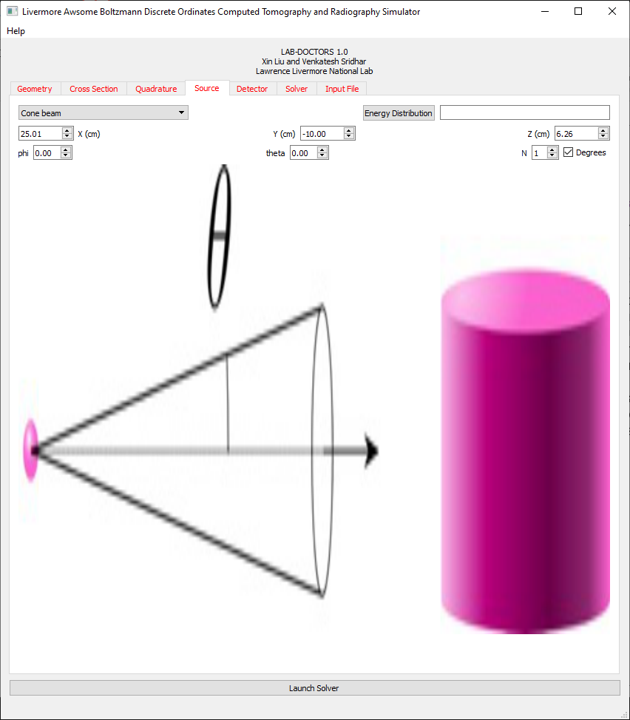 Livermore Awsome Boltzmann Discrete Ordinates Computed Tomography and Radiography Simulator
Help
LAB-DOCTORS 1.0
Xin Liu and Venkatesh Sridhar
Lawrence Livermore National Lab
Geometry Cross Section Quadrature Source Detector Solver Input File
Cone beam Energy Distribution
25.01 X (cm) Y (cm) -10.00 Z (cm) 6.26
phi 0.00 theta 0.00 N 1 Degrees
Θ
Launch Solver